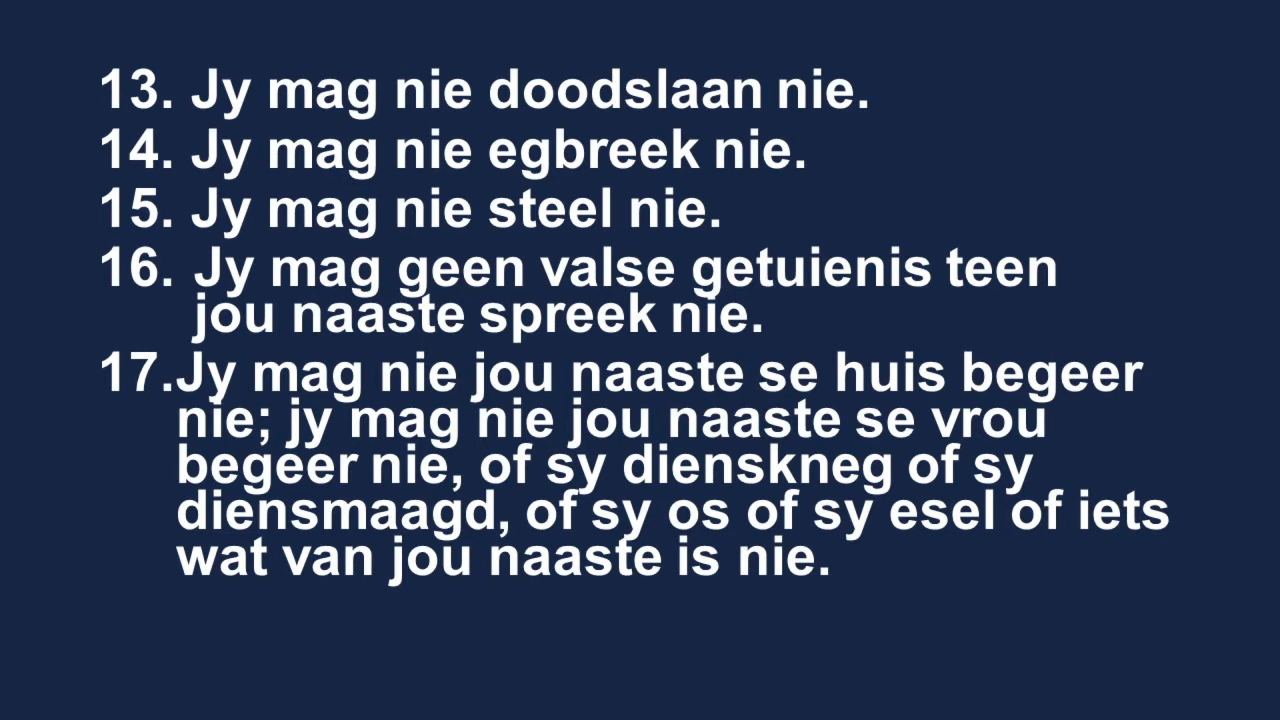 13. Jy mag nie doodslaan nie.
14. Jy mag nie egbreek nie.
15. Jy mag nie steel nie.
16. Jy mag geen valse getuienis teen
jou naaste spreek nie.
17.Jy mag nie jou naaste se huis begeer
nie; jy mag nie jou naaste se vrou
begeer nie, of sy dienskneg of sy
diensmaagd, of sy os of sy esel of iets
wat van jou naaste is nie.